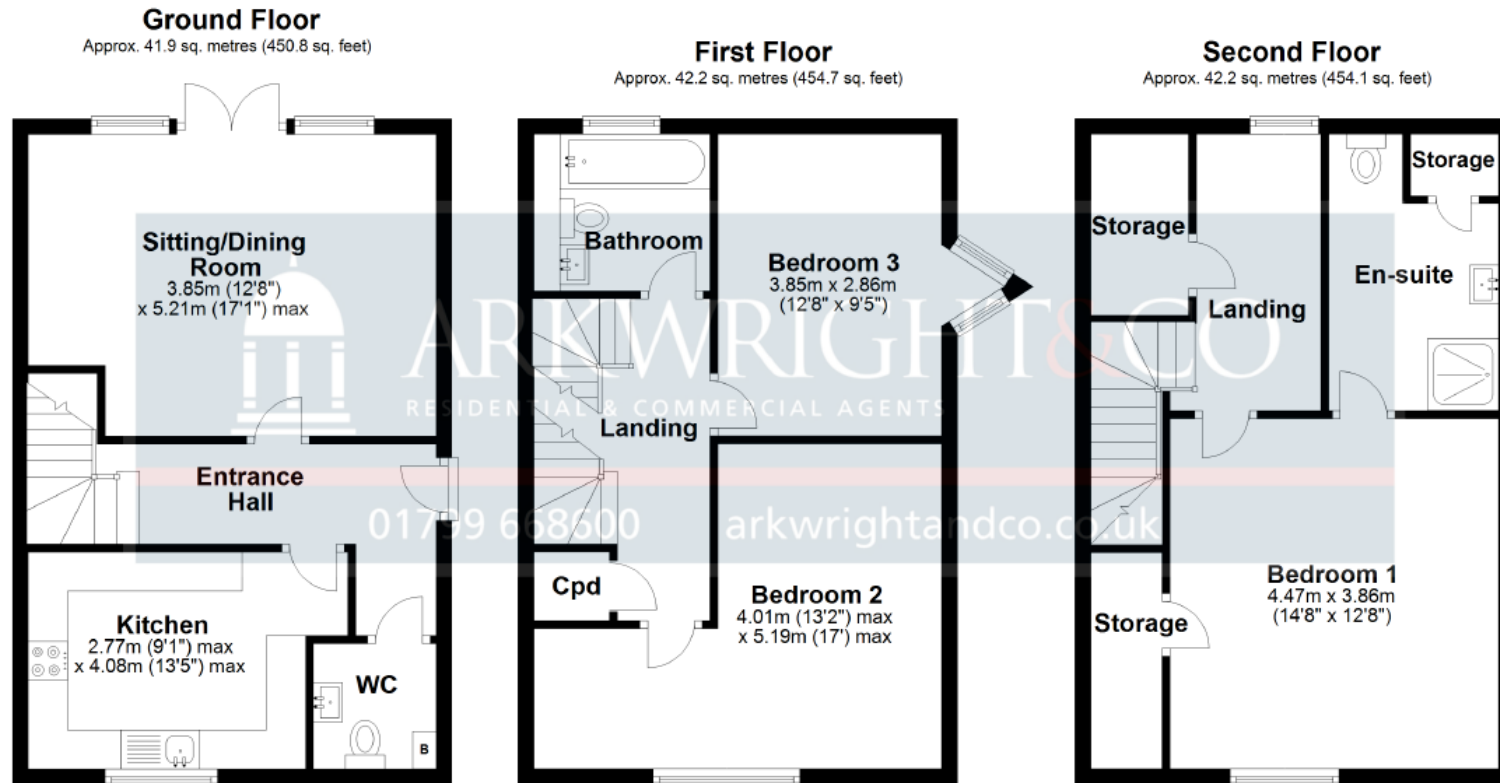 Ground Floor
Approx. 41.9 sq. metres (450.8 sq. feet)
Sitting/Dining
Room
3.85m (12'8")
x 5.21m (17'1") max
Entrance
Hall
Kitchen
2.77m (9'1") max
x 4.08m (13'5") max
WC
B
First Floor
Approx. 42.2 sq. metres (454.7 sq. feet)
Bathroom
Bedroom 3
3.85m x 2.86m
(12'8" x 9'5")
Landing
Cpd
Bedroom 2
4.01m (13'2") max
x 5.19m (17') max
Second Floor
Approx. 42.2 sq. metres (454.1 sq. feet)
Storage
Storage
En-suite
Landing
Bedroom 1
4.47m x 3.86m
(14'8" x 12'8")
Storage
ARKWRIGHT&CO
RESIDENTIAL & COMMERCIAL AGENTS
01799 668600 arkwrightandco.co.uk